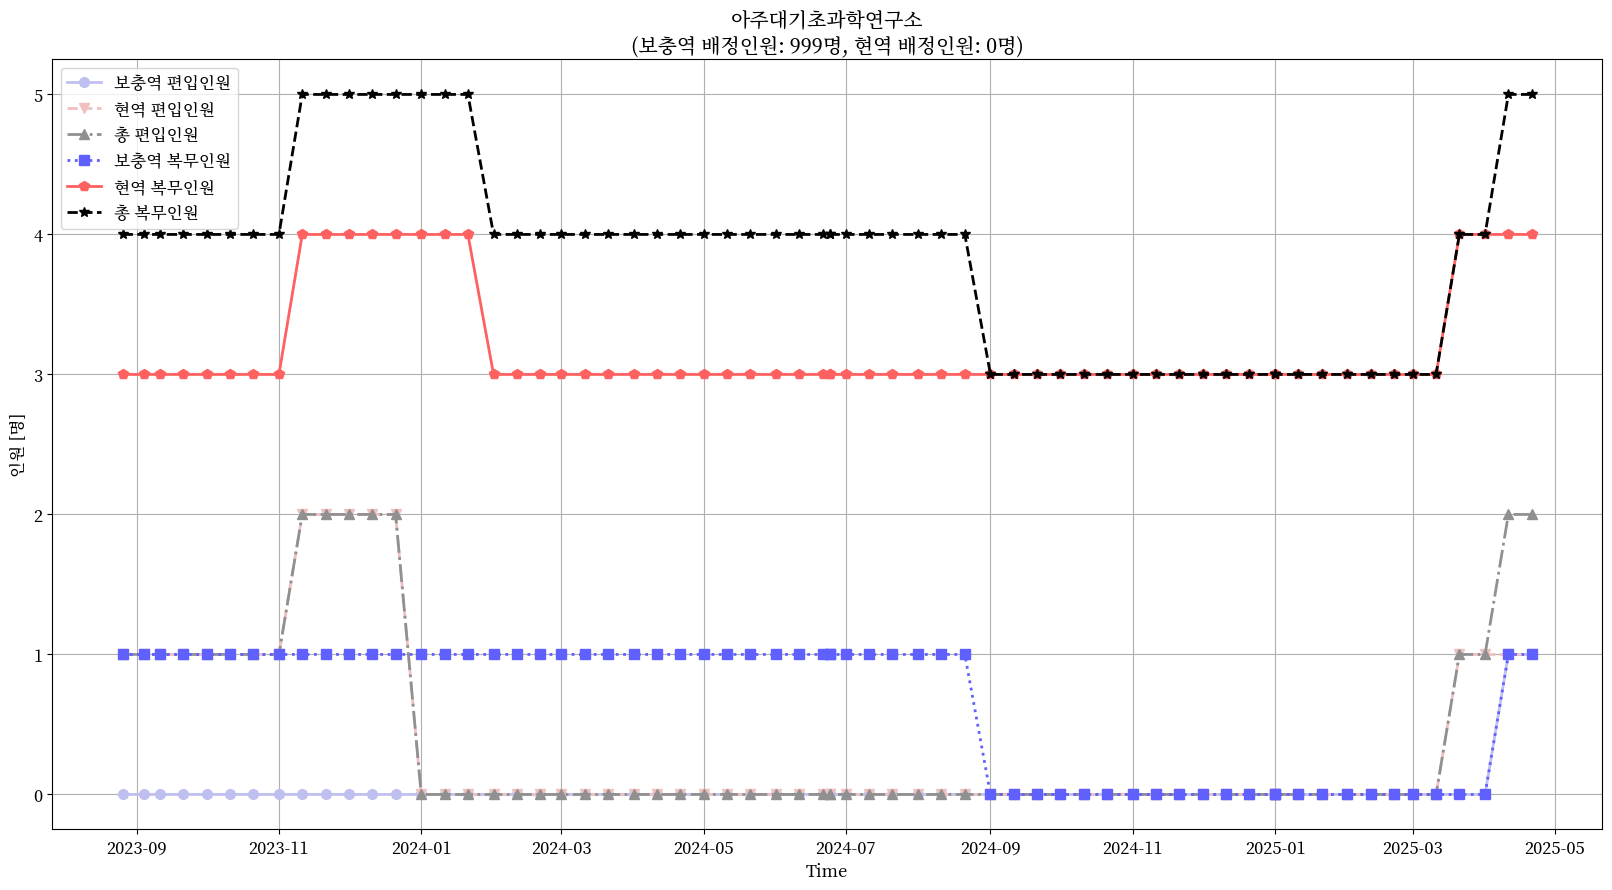 아주대기초과학연구소
(보충역 배정인원: 999명, 현역 배정인원: 0명)
보충역 편입인원
현역 편입인원
총 편입인원
보충역 복무인원
현역 복무인원
총 복무인원
인원 [명]
5
4
3
2
1
0
2023-09
2023-11
2024-01
2024-03
2024-05
2024-07
2024-09
2024-11
2025-01
2025-03
2025-05
Time